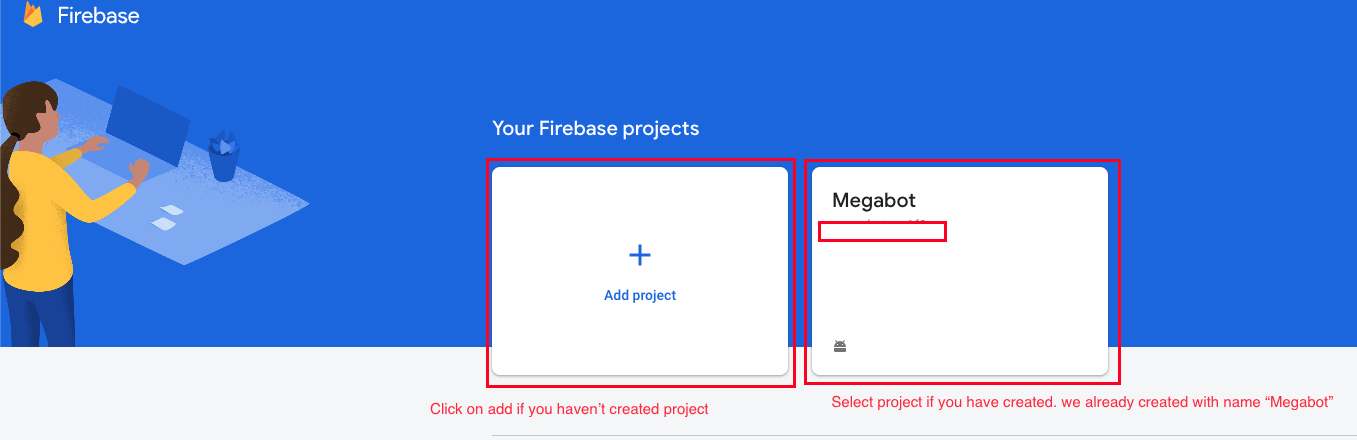 Firebase
Your Firebase projects
Megabot
Add project
Click on add if you haven’t created project
Select project if you have created. we already created with name “Megabot”